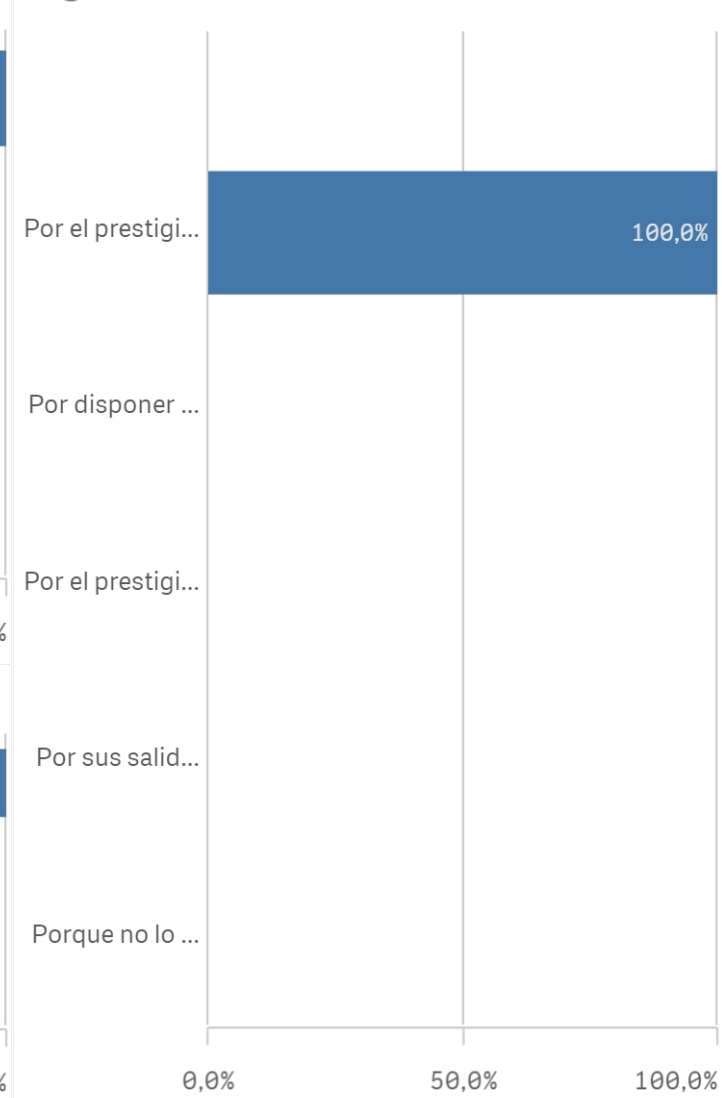 Por el prestigi...
100,0%
Por disponer ...
Por el prestigi...
Por sus salid...
Porque no lo ...
0,0%
50,0%
100,0%
%
%